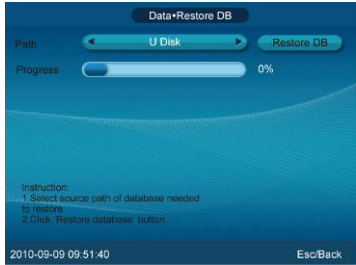 Data•Restore DB
Path
U Disk
Restore DB
Progress
0%
Instruction:
1.Select source path of database needed
to restore.
2.Click 'Restore database' button.
2010-09-09 09:51:40
Esc/Back